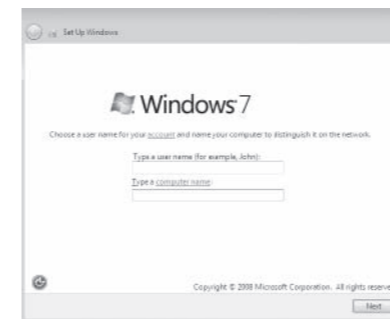 Set Up Windows
Windows 7
Choose a user name for your account and name your computer to distinguish it on the network.
Type a user name (for example, John):
Type a computer name:
Copyright © 2008 Microsoft Corporation. All rights reserve
Next